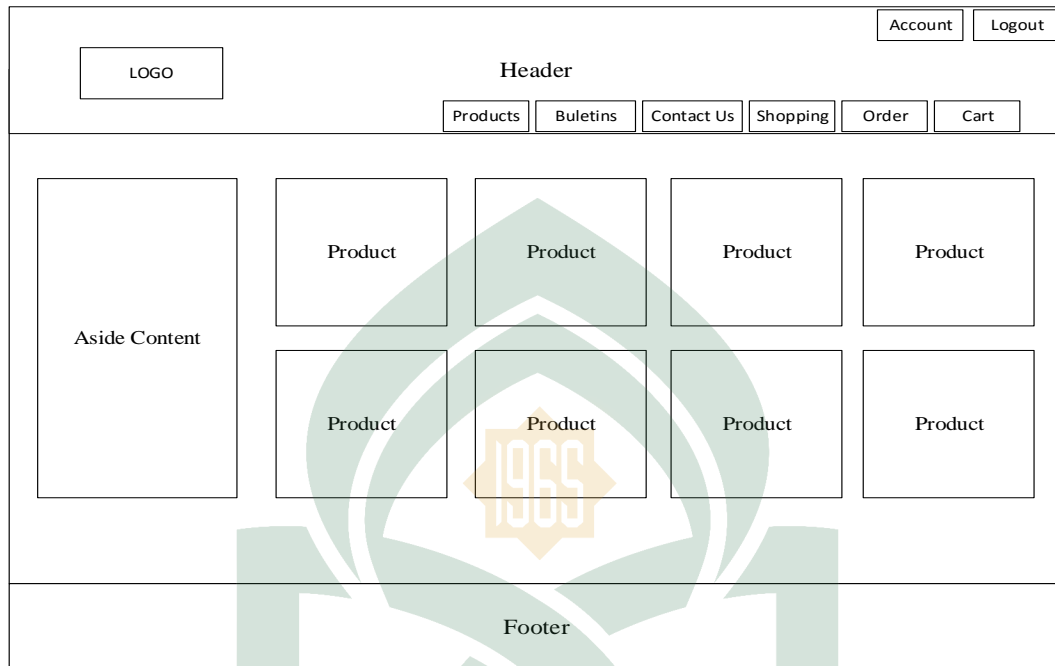 Account Logout
LOGO Header
Products Buletins Contact Us Shopping Order Cart
Product Product Product Product
Aside Content
Product Product Product Product
1965
Footer